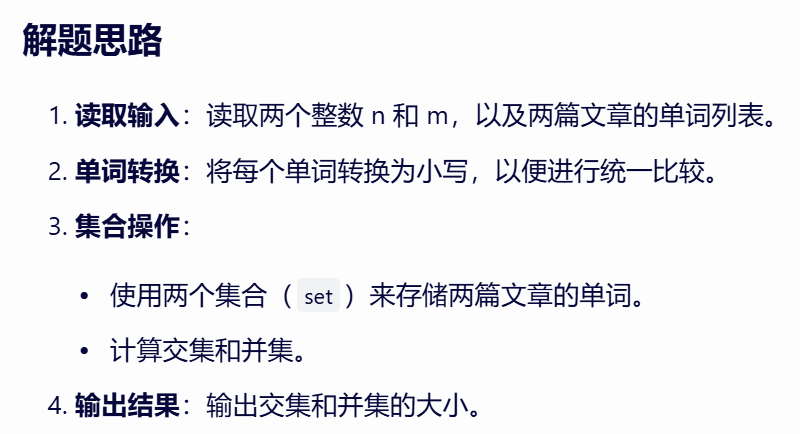 解题思路
1. 读取输入：读取两个整数 n 和 m，以及两篇文章的单词列表。
2. 单词转换：将每个单词转换为小写，以便进行统一比较。
3. 集合操作：
• 使用两个集合（set）来存储两篇文章的单词。
• 计算交集和并集。
4. 输出结果：输出交集和并集的大小。